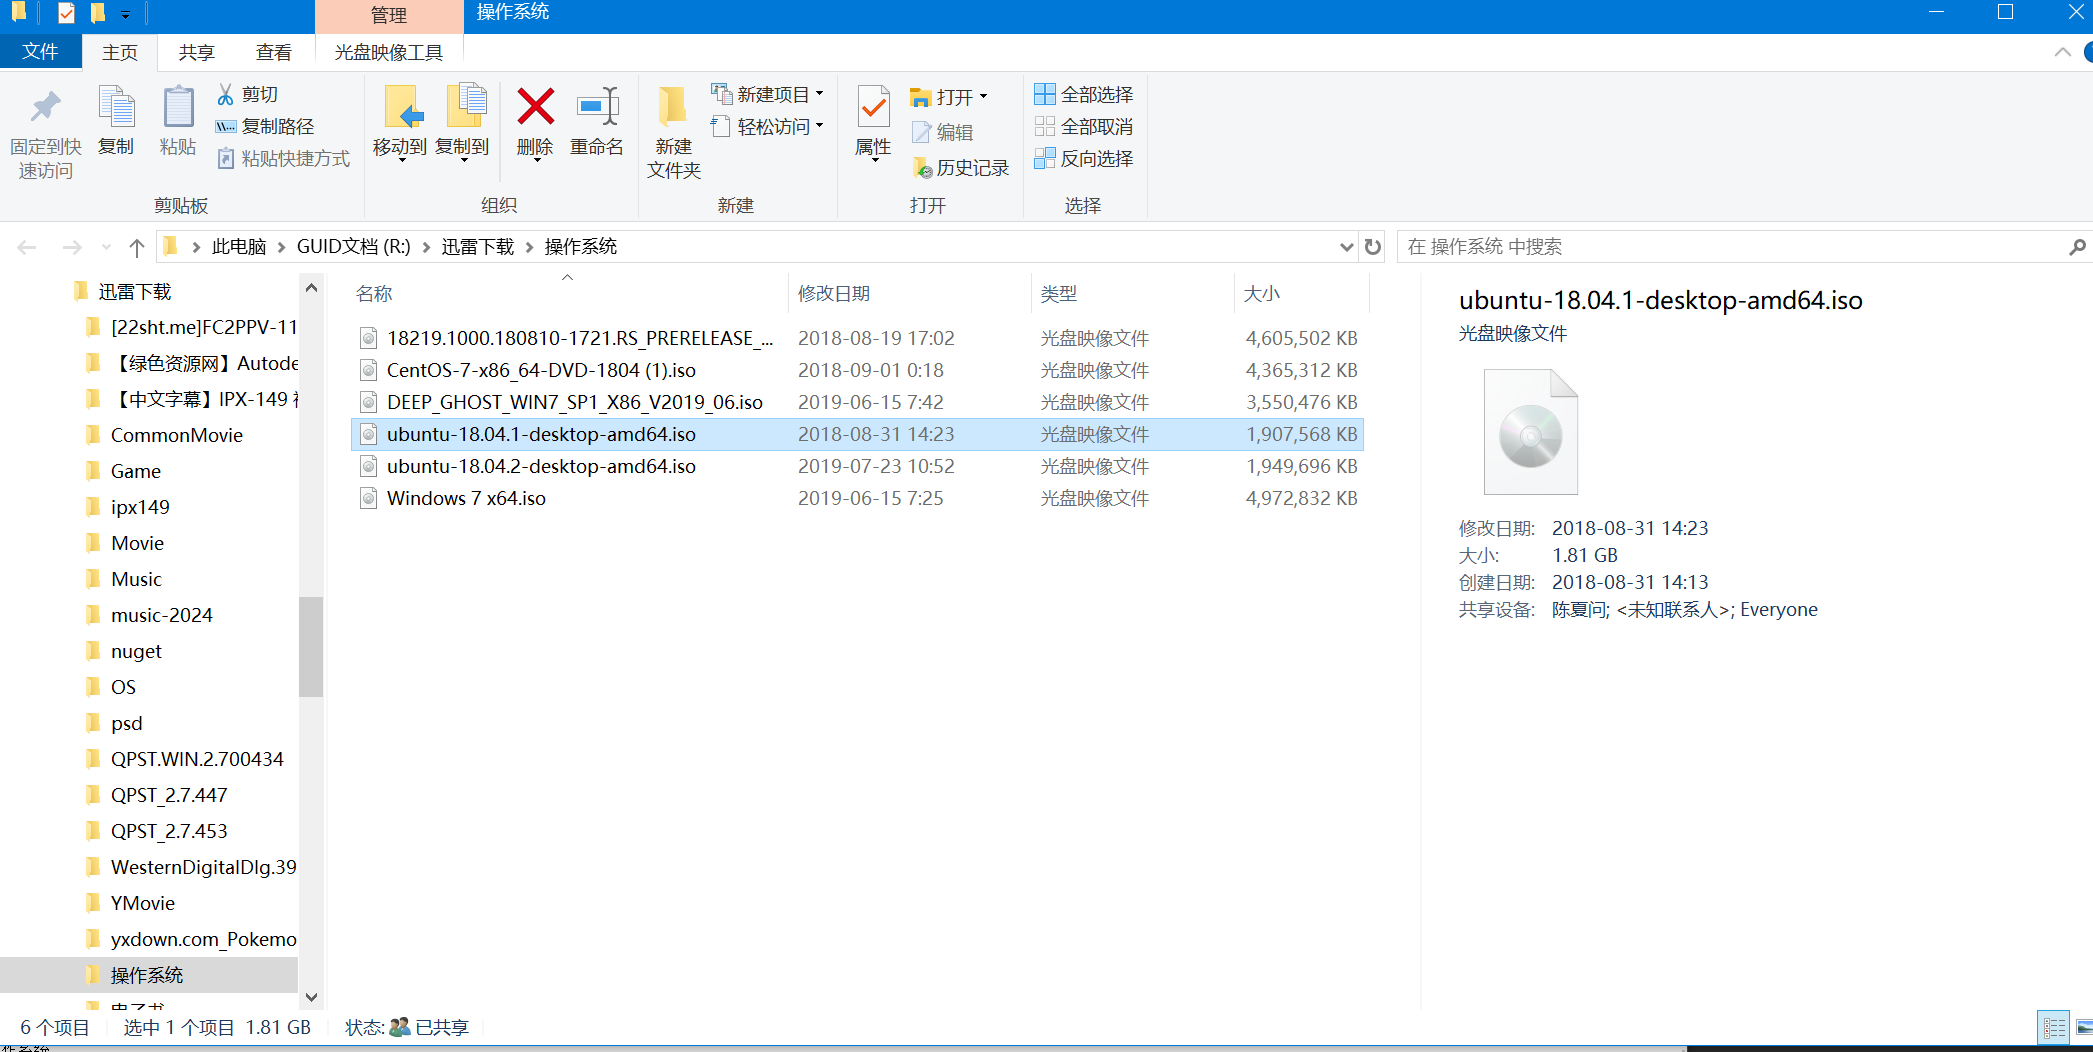 管理
操作系统
文件
主页
共享
查看
光盘映像工具
固定到快
速访问
复制
粘贴
剪切
复制路径
粘贴快捷方式
剪贴板
移动到
复制到
删除
重命名
组织
新建
文件夹
新建项目
轻松访问
新建
属性
打开
编辑
历史记录
打开
全部选择
全部取消
反向选择
选择
此电脑 > GUID文档 (R:) > 迅雷下载 > 操作系统
在 操作系统 中搜索
迅雷下载
[22sht.me]FC2PPV-11
【绿色资源网】Autode
【中文字幕】IPX-149
CommonMovie
Game
ipx149
Movie
Music
music-2024
nuget
OS
psd
QPST.WIN.2.700434
QPST_2.7.447
QPST_2.7.453
WesternDigitalDlg.39
YMovie
yxdown.com_Pokemo
操作系统
名称 修改日期 类型 大小
18219.1000.180810-1721.RS_PRERELEASE_... 2018-08-19 17:02 光盘映像文件 4,605,502 KB
CentOS-7-x86_64-DVD-1804 (1).iso 2018-09-01 0:18 光盘映像文件 4,365,312 KB
DEEP_GHOST_WIN7_SP1_X86_V2019_06.iso 2019-06-15 7:42 光盘映像文件 3,550,476 KB
ubuntu-18.04.1-desktop-amd64.iso 2018-08-31 14:23 光盘映像文件 1,907,568 KB
ubuntu-18.04.2-desktop-amd64.iso 2019-07-23 10:52 光盘映像文件 1,949,696 KB
Windows 7 x64.iso 2019-06-15 7:25 光盘映像文件 4,972,832 KB
ubuntu-18.04.1-desktop-amd64.iso
光盘映像文件
修改日期: 2018-08-31 14:23
大小: 1.81 GB
创建日期: 2018-08-31 14:13
共享设备: 陈夏问; <未知联系人>; Everyone
6 个项目 选中 1 个项目 1.81 GB 状态: 已共享